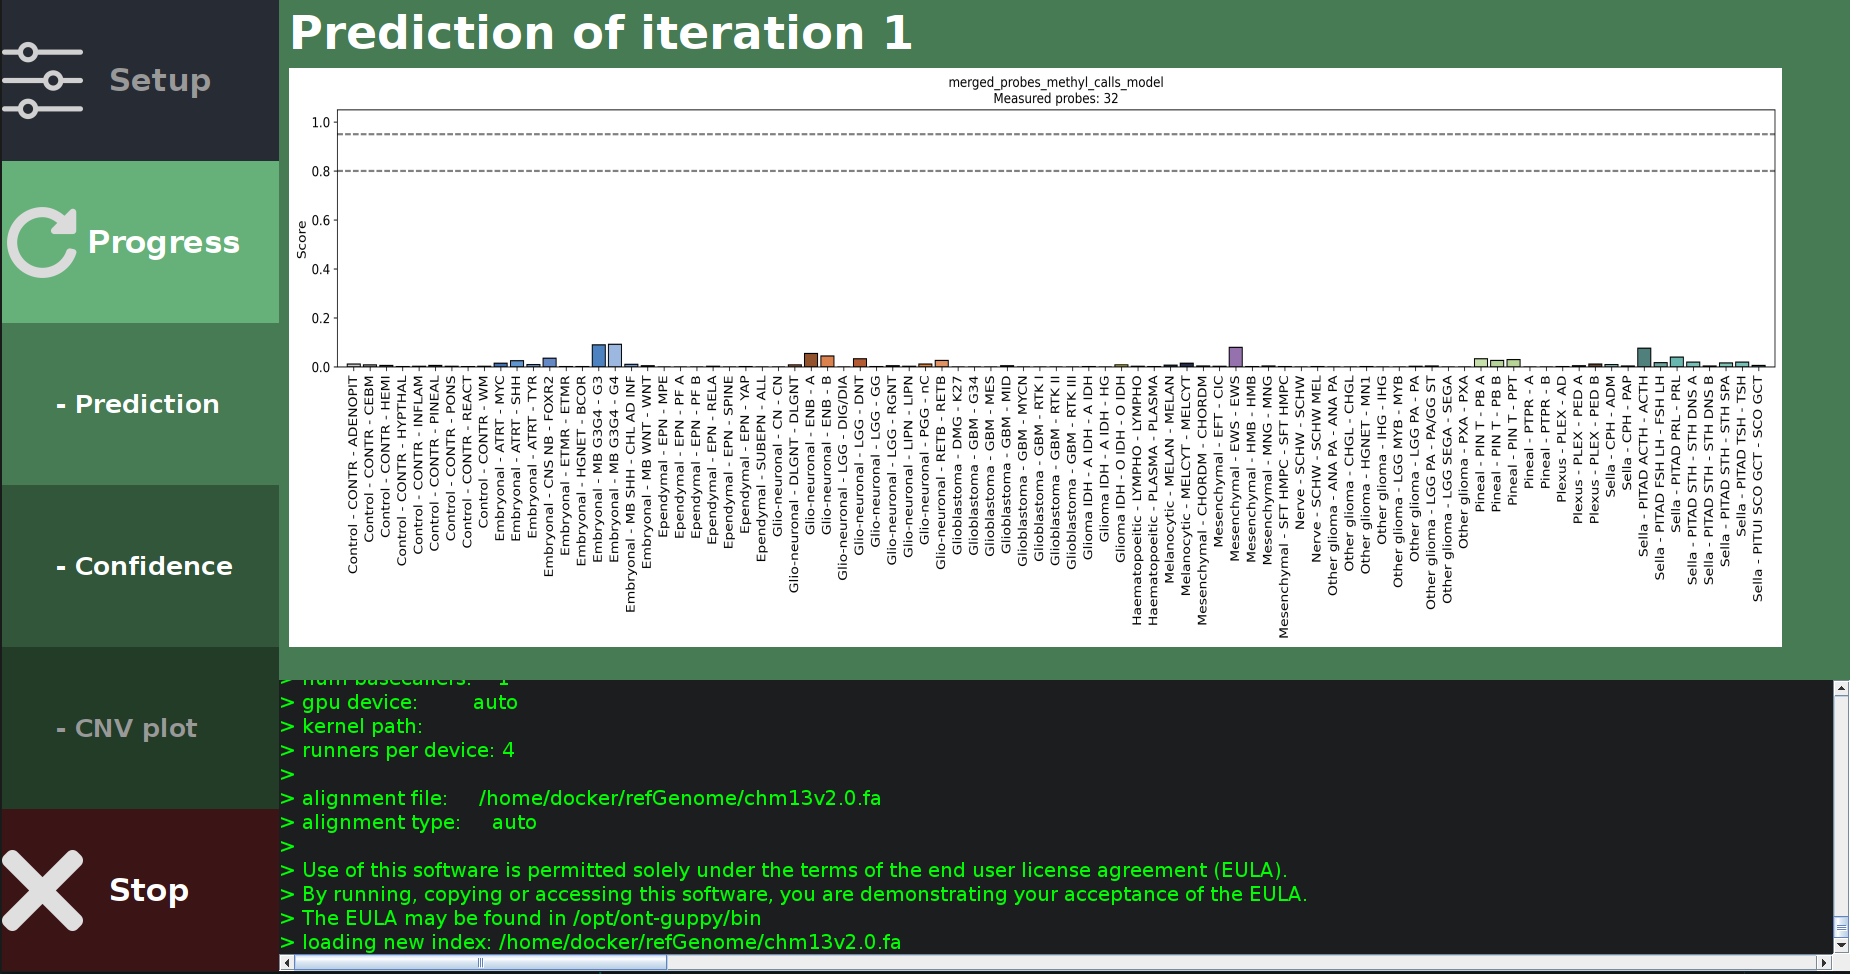 Setup
Progress
- Prediction
- Confidence
- CNV plot
Stop
Prediction of iteration 1
merged_probes_methyl_calls_model
Measured probes: 32
Score
1.0
0.8
0.6
0.4
0.2
0.0
Control - CONTR - ADENOPIT
Control - CONTR - CEBM
Control - CONTR - HEMI
Control - CONTR - HYPTHAL
Control - CONTR - INFLAM
Control - CONTR - PINEAL
Control - CONTR - PONS
Control - CONTR - REACT
Control - CONTR - WM
Embryonal - ATRT - MYC
Embryonal - ATRT - SHH
Embryonal - ATRT - TYR
Embryonal - CNS NB - FOXR2
Embryonal - ETMR - ETMR
Embryonal - HGNET - BCOR
Embryonal - MB G3G4 - G3
Embryonal - MB G3G4 - G4
Embryonal - MB SHH - CHL AD INF
Embryonal - MB WNT - WNT
Ependymal - EPN - MPE
Ependymal - EPN - PF A
Ependymal - EPN - PF B
Ependymal - EPN - RELA
Ependymal - EPN - SPINE
Ependymal - EPN - YAP
Ependymal - SUBEPN - ALL
Glio-neuronal - CN - CN
Glio-neuronal - DLGNT - DLGNT
Glio-neuronal - ENB - A
Glio-neuronal - ENB - B
Glio-neuronal - LGG - DIG/DIA
Glio-neuronal - LGG - DNT
Glio-neuronal - LGG - GG
Glio-neuronal - LGG - RGNT
Glio-neuronal - LIPN - LIPN
Glio-neuronal - PGG - nC
Glio-neuronal - RETB - RETB
Glioblastoma - DMG - K27
Glioblastoma - GBM - G34
Glioblastoma - GBM - MES
Glioblastoma - GBM - MID
Glioblastoma - GBM - MYCN
Glioblastoma - GBM - RTK I
Glioblastoma - GBM - RTK II
Glioblastoma - GBM - RTK III
Glioma IDH - A IDH - A IDH
Glioma IDH - A IDH - HG
Glioma IDH - O IDH - O IDH
Haematopoeitic - LYMPHO - LYMPHO
Haematopoeitic - PLASMA - PLASMA
Melanocytic - MELAN - MELAN
Melanocytic - MELCYT - MELCYT
Mesenchymal - CHORDM - CHORDM
Mesenchymal - EFT - CIC
Mesenchymal - EWS - EWS
Mesenchymal - HMB - HMB
Mesenchymal - MNG - MNG
Mesenchymal - SFT HMPC - SFT HMPC
Nerve - SCHW - SCHW
Nerve - SCHW - SCHW MEL
Other glioma - ANA PA - ANA PA
Other glioma - CHGL - CHGL
Other glioma - HGNET - MN1
Other glioma - IHG - IHG
Other glioma - LGG MYB - MYB
Other glioma - LGG PA - PA
Other glioma - LGG PA - PA/GG ST
Other glioma - LGG SEGA - SEGA
Other glioma - PXA - PXA
Pineal - PIN T - PB A
Pineal - PIN T - PB B
Pineal - PIN T - PPT
Pineal - PTPR - A
Pineal - PTPR - B
Plexus - PLEX - AD
Plexus - PLEX - PED A
Plexus - PLEX - PED B
Sella - CPH - ADM
Sella - CPH - PAP
Sella - PITAD ACTH - ACTH
Sella - PITAD FSH LH - FSH LH
Sella - PITAD PRL - PRL
Sella - PITAD STH - STH DNS A
Sella - PITAD STH - STH DNS B
Sella - PITAD STH - STH SPA
Sella - PITAD TSH - TSH
Sella - PITUI SCO GCT - SCO GCT
> num basecallers: 1
> gpu device: auto
> kernel path:
> runners per device: 4
>
> alignment file: /home/docker/refGenome/chm13v2.0.fa
> alignment type: auto
>
> Use of this software is permitted solely under the terms of the end user license agreement (EULA).
> By running, copying or accessing this software, you are demonstrating your acceptance of the EULA.
> The EULA may be found in /opt/ont-guppy/bin
> loading new index: /home/docker/refGenome/chm13v2.0.fa